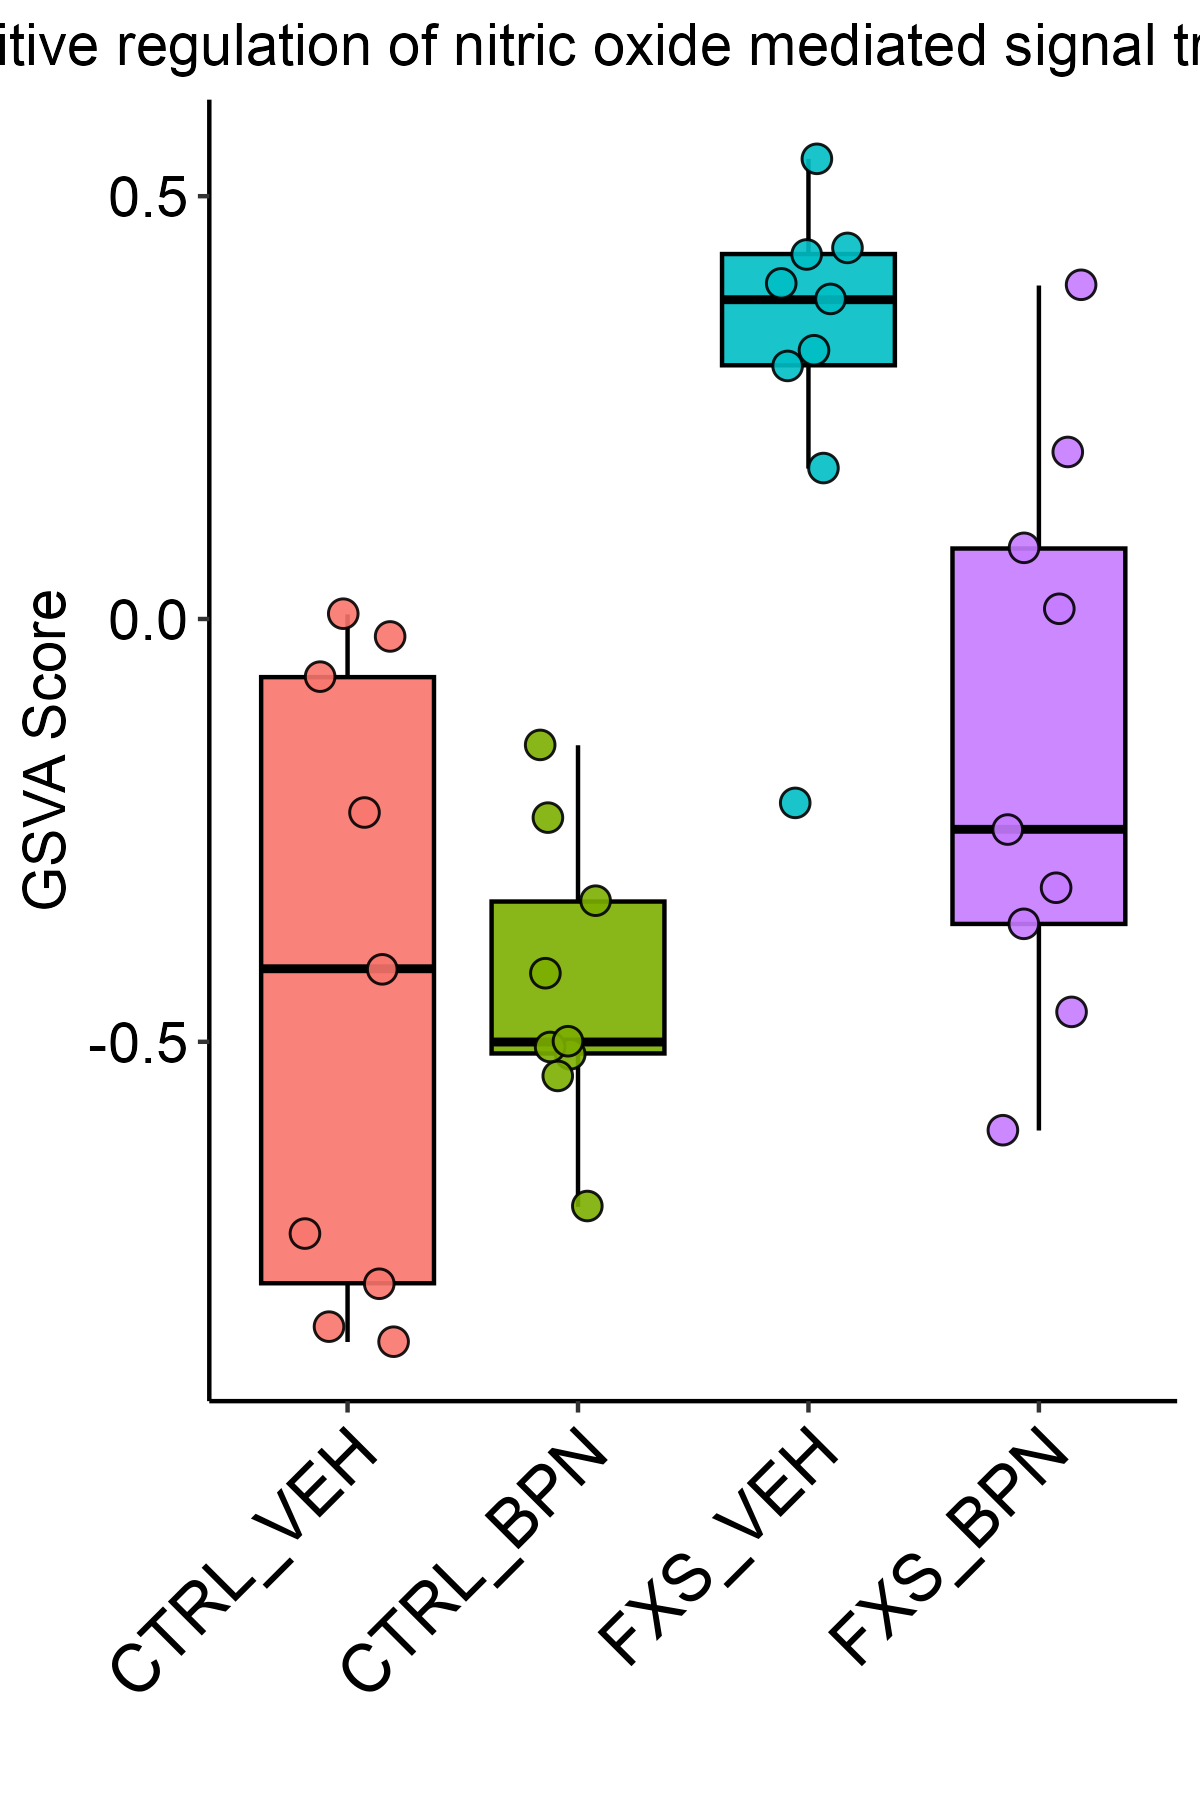 itive regulation of nitric oxide mediated signal tr
0.5
0.0
-0.5
GSVA Score
CTRL_VEH
CTRL_BPN
FXS_VEH
FXS_BPN